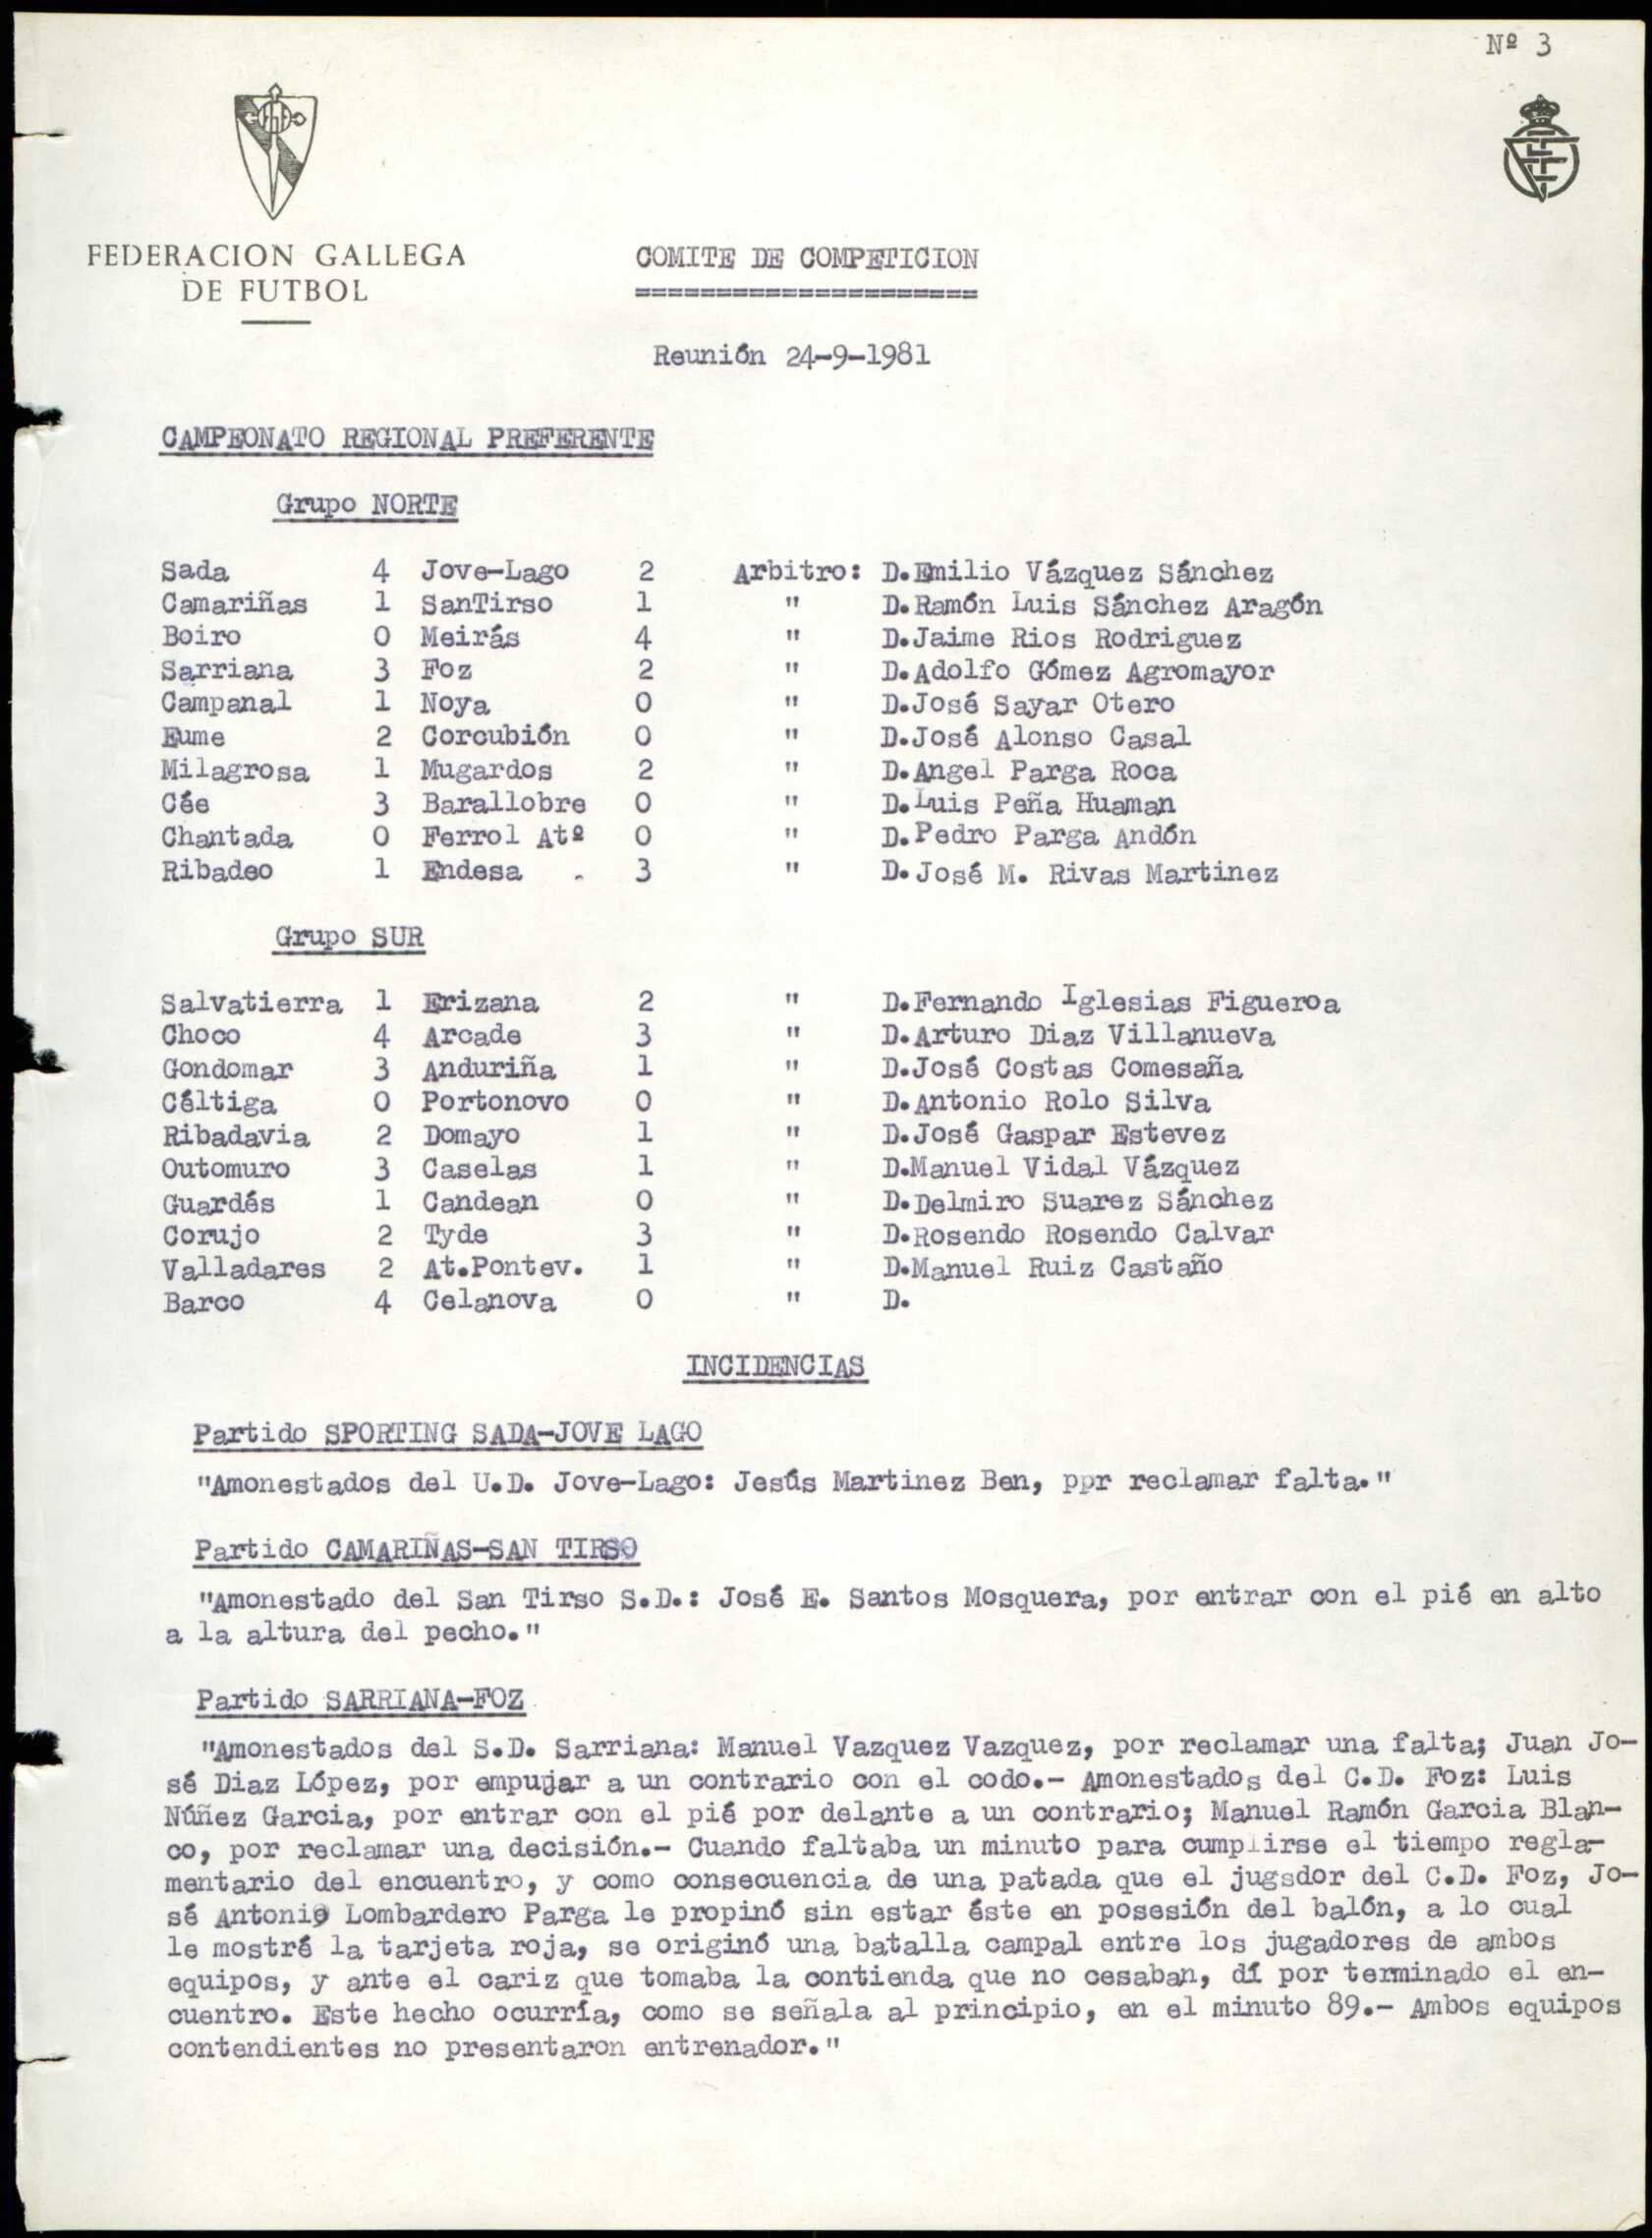 Nº 3
FEDERACION GALLEGA
DE FUTBOL
COMITE DE COMPETICION
=====================
Reunión 24-9-1981
CAMPEONATO REGIONAL PREFERENTE
Grupo NORTE
Sada 4 Jove-Lago 2 Arbitro: D.Emilio Vázquez Sánchez
Camariñas 1 SanTirso 1 " D.Ramón Luis Sánchez Aragón
Boiro 0 Meirás 4 " D.Jaime Rios Rodriguez
Sarriana 3 Foz 2 " D.Adolfo Gómez Agromayor
Campanal 1 Noya 0 " D.José Sayar Otero
Eume 2 Corcubión 0 " D.José Alonso Casal
Milagrosa 1 Mugardos 2 " D.Angel Parga Roca
Cée 3 Barallobre 0 " D.Luis Peña Huaman
Chantada 0 Ferrol Atº 0 " D.Pedro Parga Andón
Ribadeo 1 Endesa . 3 " D.José M. Rivas Martinez
Grupo SUR
Salvatierra 1 Erizana 2 " D.Fernando Iglesias Figueroa
Choco 4 Arcade 3 " D.Arturo Diaz Villanueva
Gondomar 3 Anduriña 1 " D.José Costas Comesaña
Céltiga 0 Portonovo 0 " D.Antonio Rolo Silva
Ribadavia 2 Domayo 1 " D.José Gaspar Estevez
Outomuro 3 Caselas 1 " D.Manuel Vidal Vázquez
Guardés 1 Candean 0 " D.Delmiro Suarez Sánchez
Corujo 2 Tyde 3 " D.Rosendo Rosendo Calvar
Valladares 2 At.Pontev. 1 " D.Manuel Ruiz Castaño
Barco 4 Celanova 0 " D.
INCIDENCIAS
Partido SPORTING SADA-JOVE LAGO
"Amonestados del U.D. Jove-Lago: Jesús Martinez Ben, ppr reclamar falta."
Partido CAMARIÑAS-SAN TIRSO
"Amonestado del San Tirso S.D.: José E. Santos Mosquera, por entrar con el pié en alto
a la altura del pecho."
Partido SARRIANA-FOZ
"Amonestados del S.D. Sarriana: Manuel Vazquez Vazquez, por reclamar una falta; Juan Jo-
sé Diaz López, por empujar a un contrario con el codo.- Amonestados del C.D. Foz: Luis
Núñez Garcia, por entrar con el pié por delante a un contrario; Manuel Ramón Garcia Blan-
co, por reclamar una decisión.- Cuando faltaba un minuto para cumplirse el tiempo regla-
mentario del encuentro, y como consecuencia de una patada que el jugsdor del C.D. Foz, Jo-
sé Antonio Lombardero Parga le propinó sin estar éste en posesión del balón, a lo cual
le mostré la tarjeta roja, se originó una batalla campal entre los jugadores de ambos
equipos, y ante el cariz que tomaba la contienda que no cesaban, dí por terminado el en-
cuentro. Este hecho ocurría, como se señala al principio, en el minuto 89.- Ambos equipos
contendientes no presentaron entrenador."